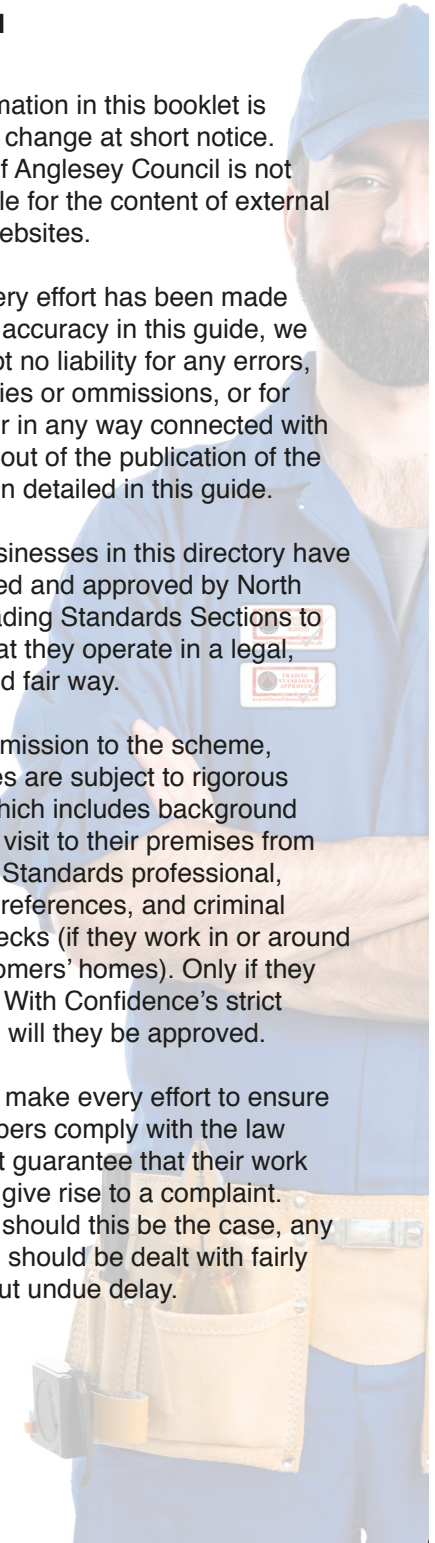 mation in this booklet is
change at short notice.
f Anglesey Council is not
le for the content of external
ebsites.
ery effort has been made
accuracy in this guide, we
pt no liability for any errors,
ies or ommissions, or for
r in any way connected with
out of the publication of the
n detailed in this guide.
sinesses in this directory have
ed and approved by North
ading Standards Sections to
at they operate in a legal,
d fair way.
mission to the scheme,
es are subject to rigorous
hich includes background
visit to their premises from
Standards professional,
references, and criminal
ecks (if they work in or around
omers' homes). Only if they
With Confidence's strict
will they be approved.
make every effort to ensure
bers comply with the law
t guarantee that their work
give rise to a complaint.
should this be the case, any
should be dealt with fairly
ut undue delay.
TRADING
STANDARDS
APPROVED